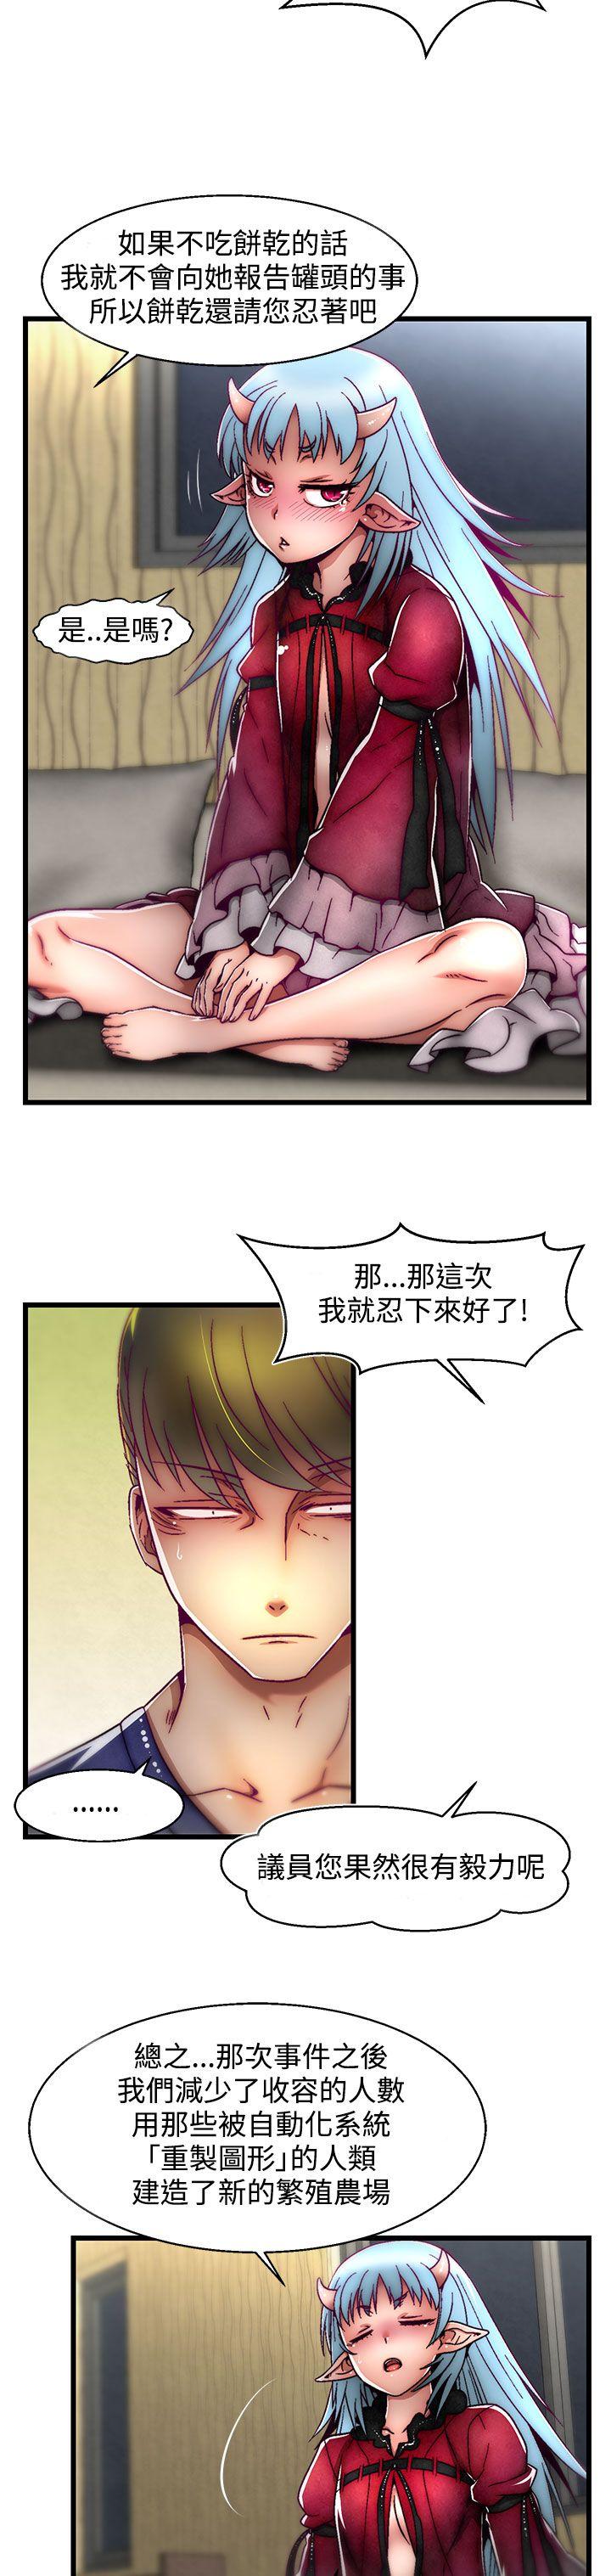 如果不吃餅乾的話
我就不會向她報告罐頭的事
所以餅乾還請您忍著吧
是..是嗎?
那...那這次
我就忍下來好了!
......
議員您果然很有毅力呢
總之...那次事件之後
我們減少了收容的人數
用那些被自動化系統
「重製圖形」的人類
建造了新的繁殖農場